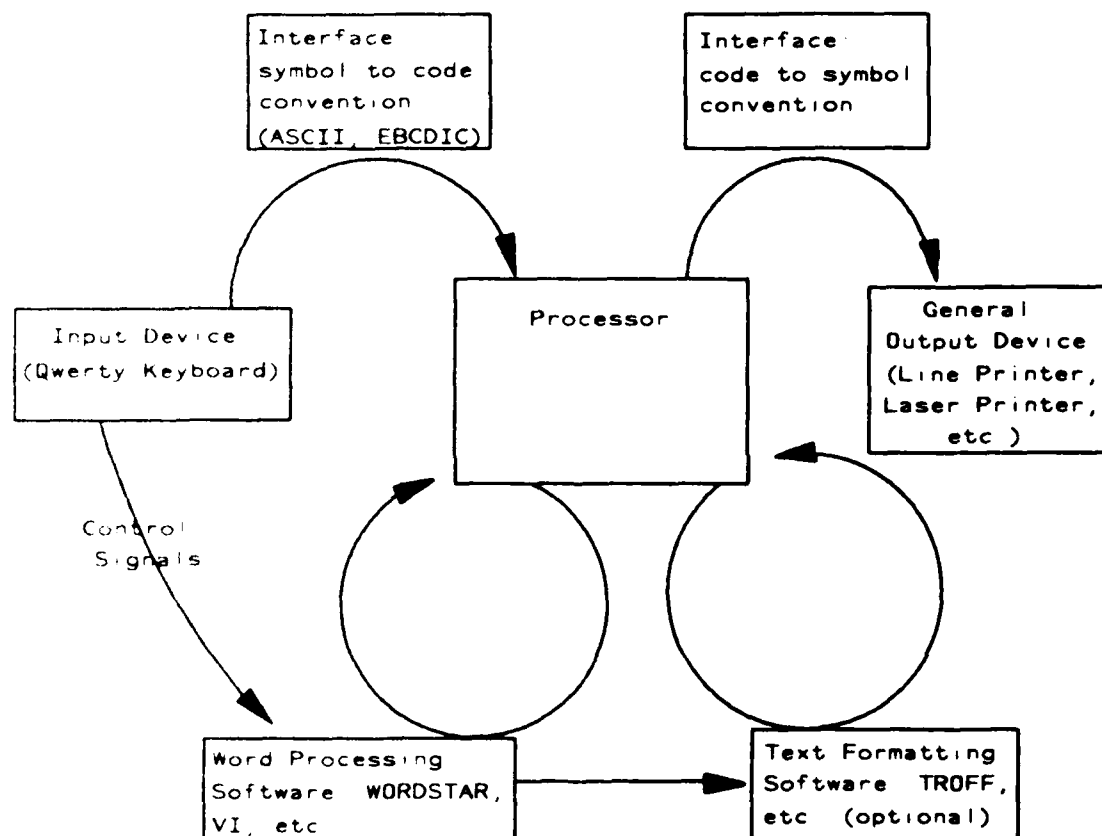 Interface
symbol to code
convention
(ASCII, EBCDIC)
Interface
code to symbol
convention
Processor
Input Device
(Qwerty Keyboard)
General
Output Device
(Line Printer,
Laser Printer,
etc )
Control
Signals
Word Processing
Software WORDSTAR,
VI, etc
Text Formatting
Software TROFF,
etc (optional)